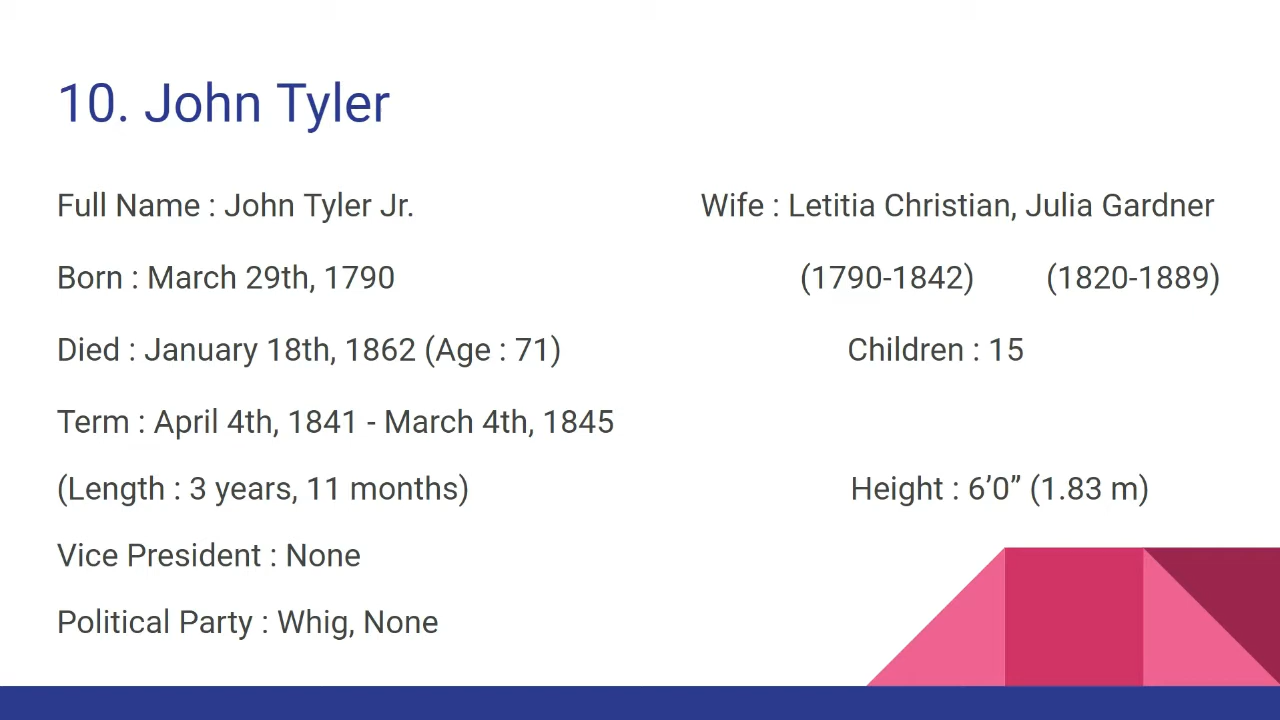 10. John Tyler
Full Name : John Tyler Jr.
Wife : Letitia Christian, Julia Gardner
Born : March 29th, 1790
(1790-1842) (1820-1889)
Died : January 18th, 1862 (Age : 71)
Children : 15
Term : April 4th, 1841 - March 4th, 1845
(Length : 3 years, 11 months)
Height : 6’0” (1.83 m)
Vice President : None
Political Party : Whig, None